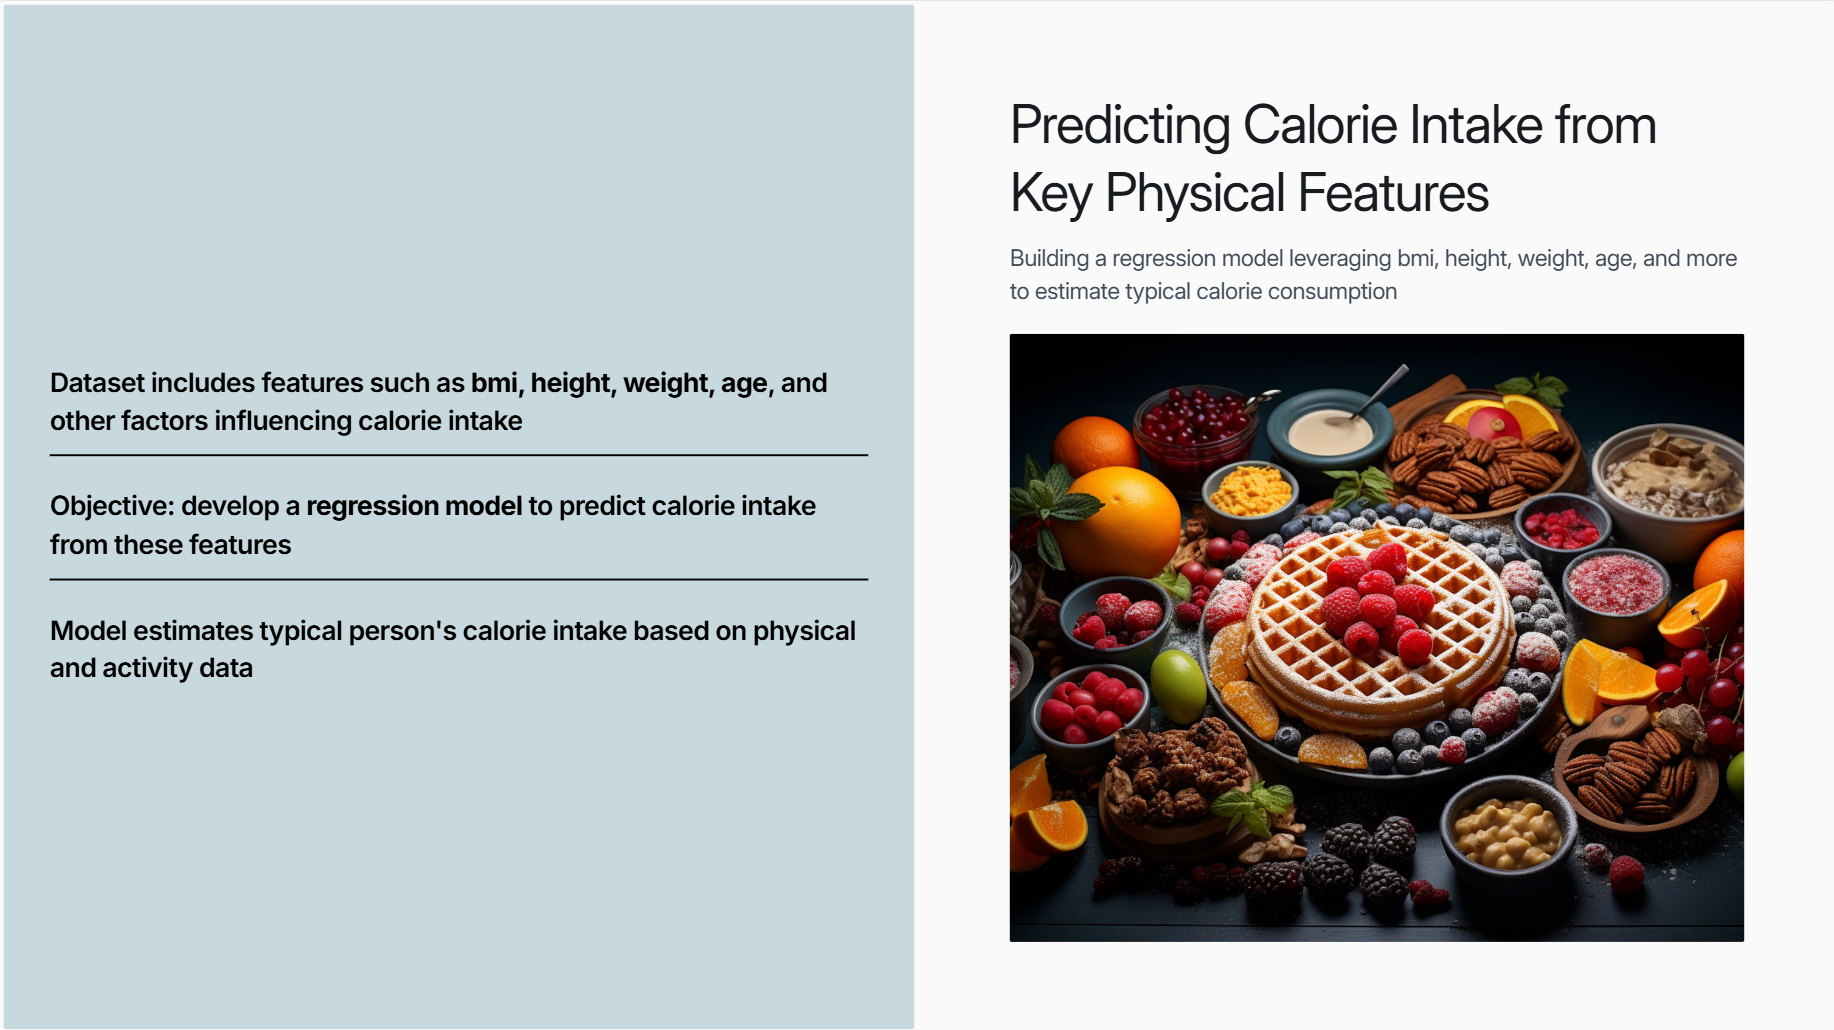 Dataset includes features such as bmi, height, weight, age, and
other factors influencing calorie intake
Objective: develop a regression model to predict calorie intake
from these features
Model estimates typical person's calorie intake based on physical
and activity data
Predicting Calorie Intake from
Key Physical Features
Building a regression model leveraging bmi, height, weight, age, and more
to estimate typical calorie consumption